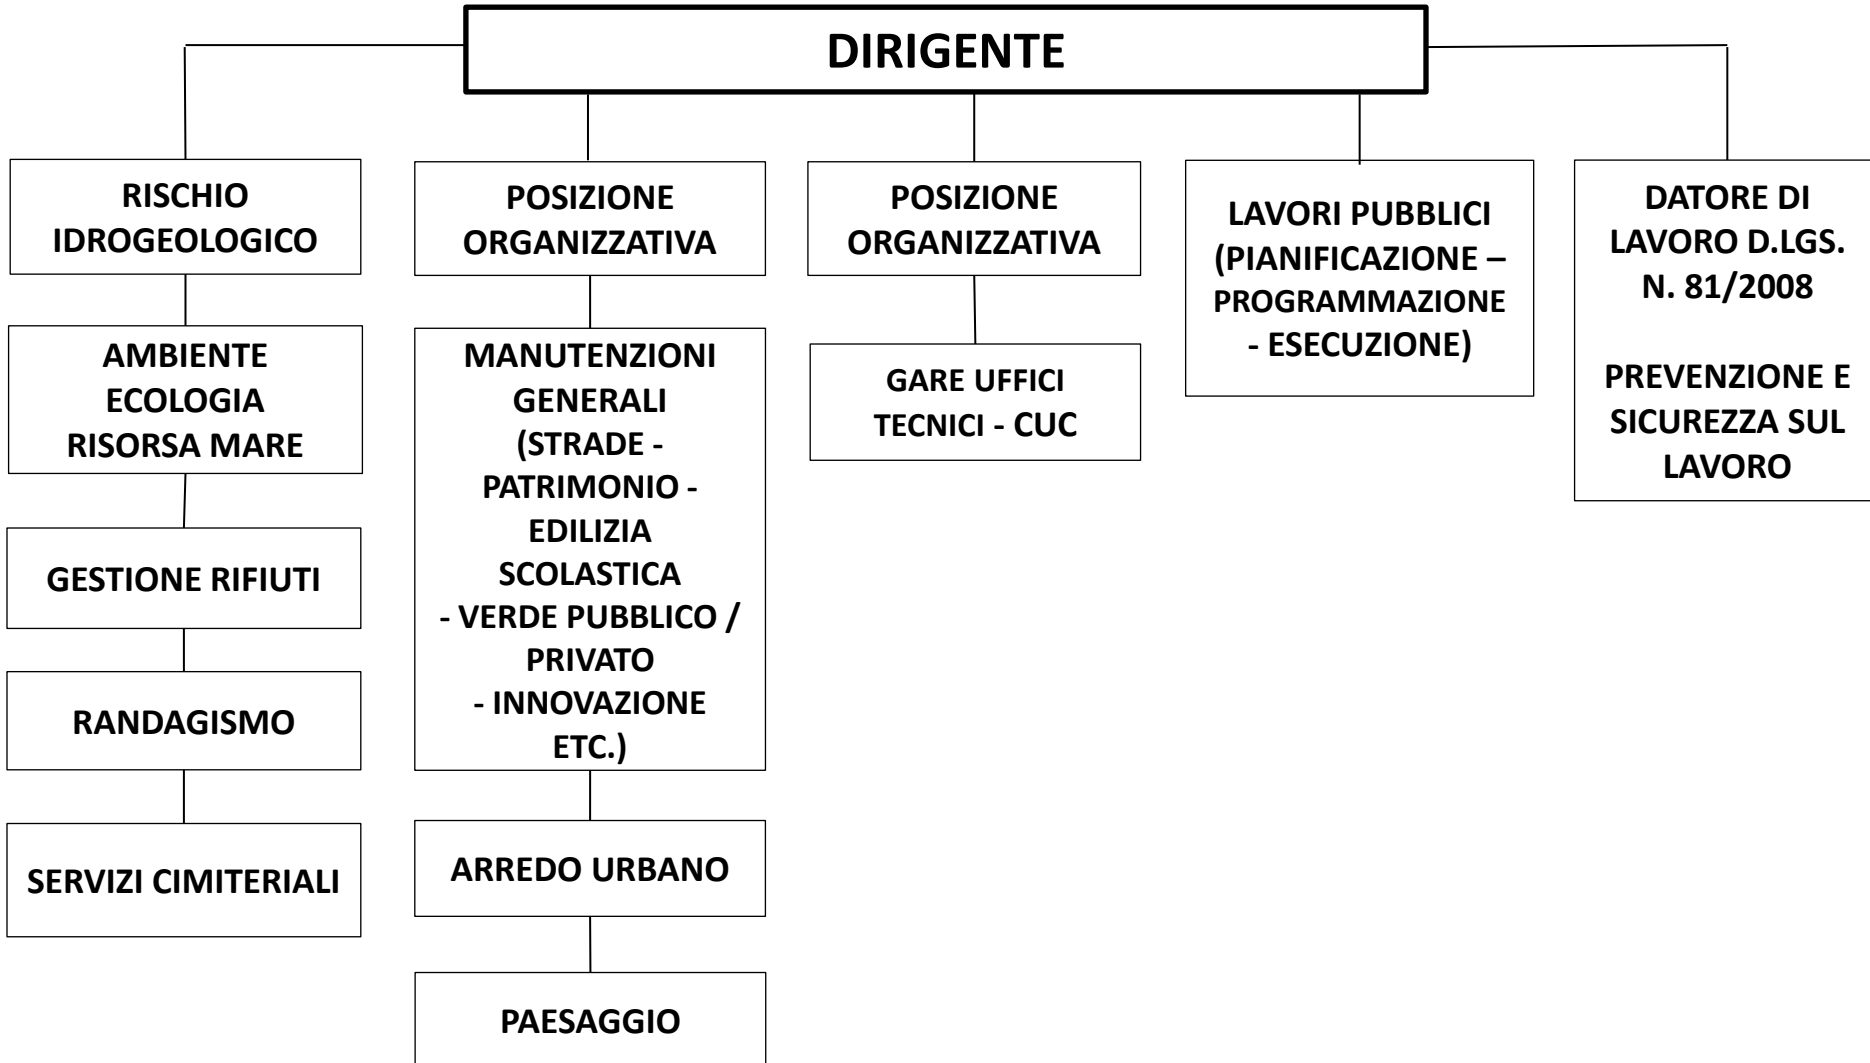 DIRIGENTE
RISCHIO
IDROGEOLOGICO
AMBIENTE
ECOLOGIA
RISORSA MARE
GESTIONE RIFIUTI
RANDAGISMO
SERVIZI CIMITERIALI
POSIZIONE
ORGANIZZATIVA
MANUTENZIONI
GENERALI
(STRADE -
PATRIMONIO -
EDILIZIA
SCOLASTICA
- VERDE PUBBLICO /
PRIVATO
- INNOVAZIONE
ETC.)
ARREDO URBANO
PAESAGGIO
POSIZIONE
ORGANIZZATIVA
GARE UFFICI
TECNICI - CUC
LAVORI PUBBLICI
(PIANIFICAZIONE –
PROGRAMMAZIONE
- ESECUZIONE)
DATORE DI
LAVORO D.LGS.
N. 81/2008
PREVENZIONE E
SICUREZZA SUL
LAVORO